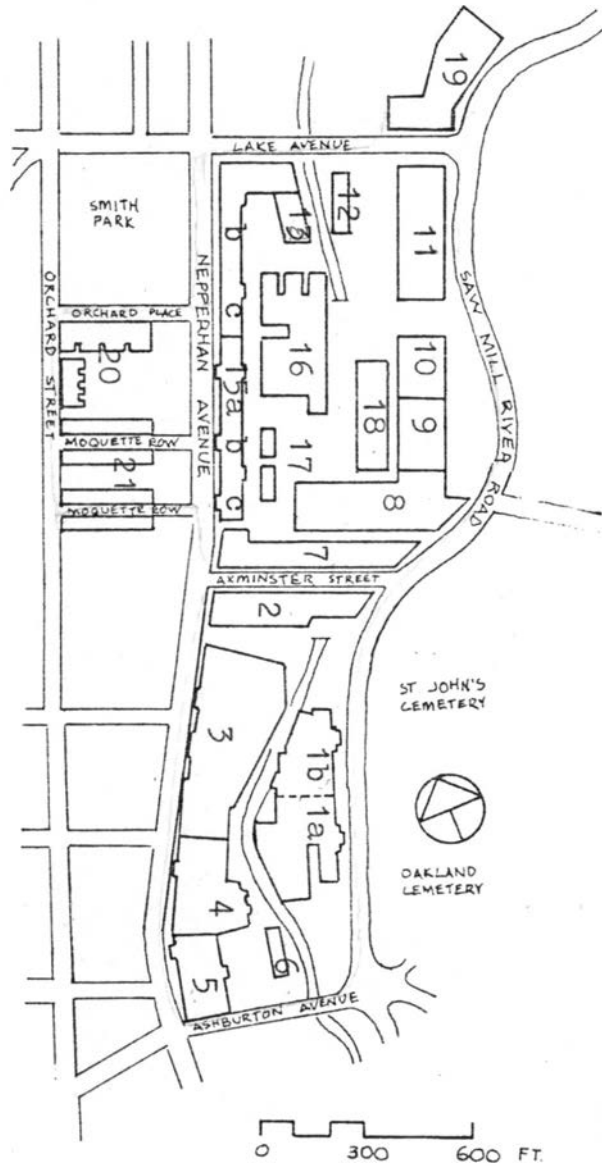 19
LAKE AVENUE
SMITH
PARK
12
13
11
b
c
15a
b
c
ORCHARD STREET
NEPPERHAN AVENUE
SAW MILL RIVER ROAD
ORCHARD PLACE
20
16
10
9
18
17
MOQUETTE ROW
21
MOQUETTE ROW
8
7
AXMINSTER STREET
2
ST JOHN'S
CEMETERY
3
1b
1a
OAKLAND
CEMETERY
4
6
5
ASHBURTON AVENUE
0 300 600 FT.